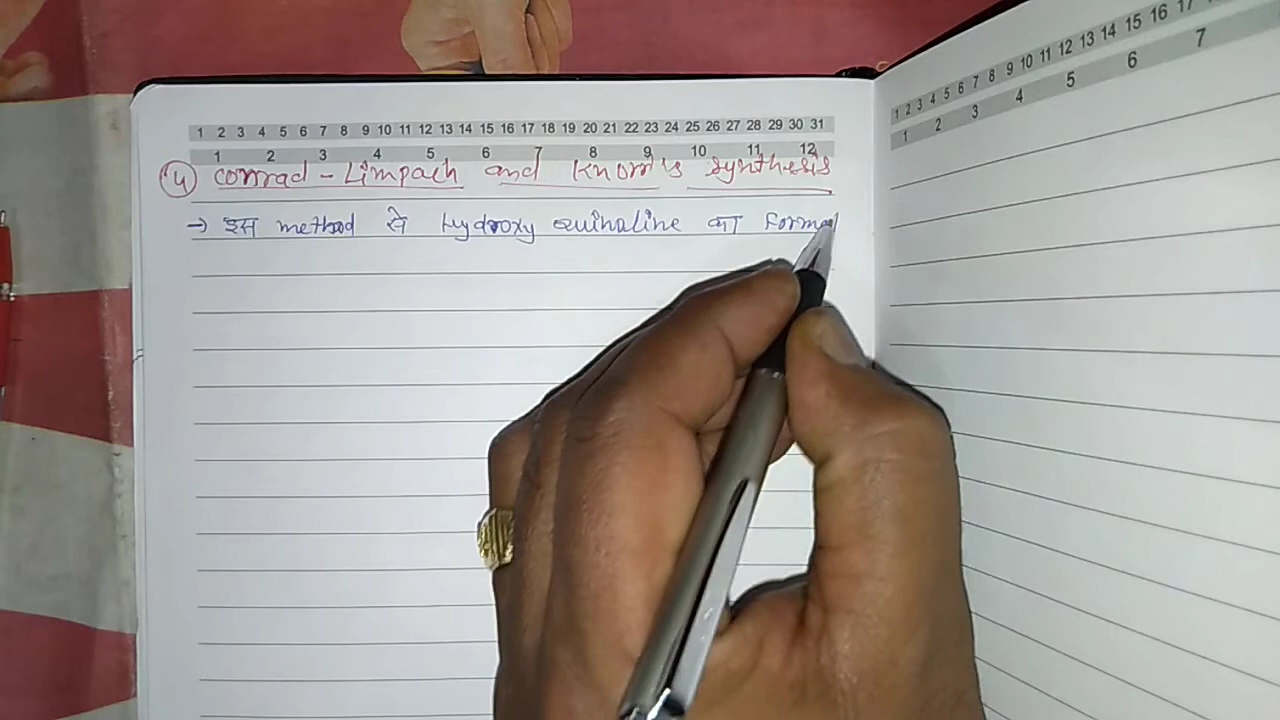 1 2 3 4 5 6 7 8 9 10 11 12 13 14 15 16 17 18 19 20 21 22 23 24 25 26 27 28 29 30 31
1 2 3 4 5 6 7 8 9 10 11 12
4 Conrad - Limpach and Knorr's synthesis
→ इस method से hydroxy Quinaline का Format
1 2 3 4 5 6 7 8 9 10 11 12 13 14 15 16 17
1 2 3 4 5 6 7